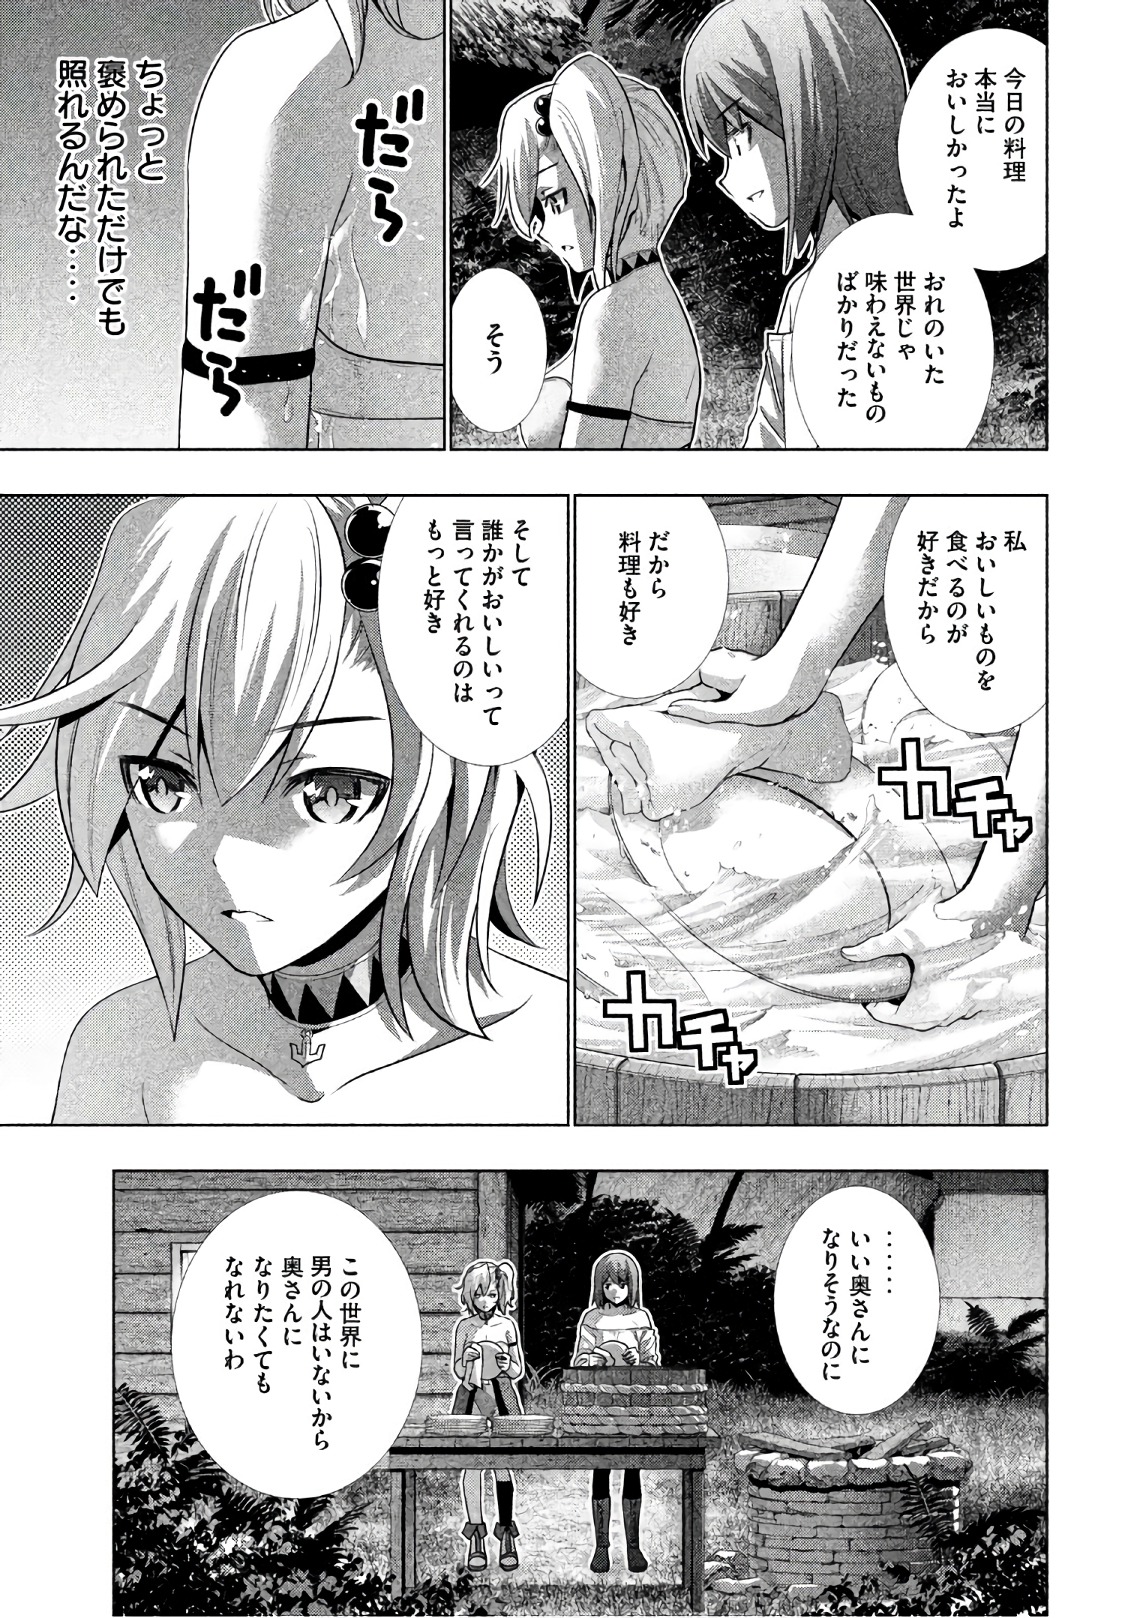 今日の料理
本当に
おいしかったよ
おれのいた
世界じゃ
味わえないもの
ばかりだった
そう
だら
だら
ちょっと
褒められただけでも
照れるんだな‥‥
私
おいしいものを
食べるのが
好きだから
だから
料理も好き
カチャ
カチャ
そして
誰かがおいしいって
言ってくれるのは
もっと好き
‥‥‥
いい奥さんに
なりそうなのに
この世界に
男の人はいないから
奥さんに
なりたくても
なれないわ